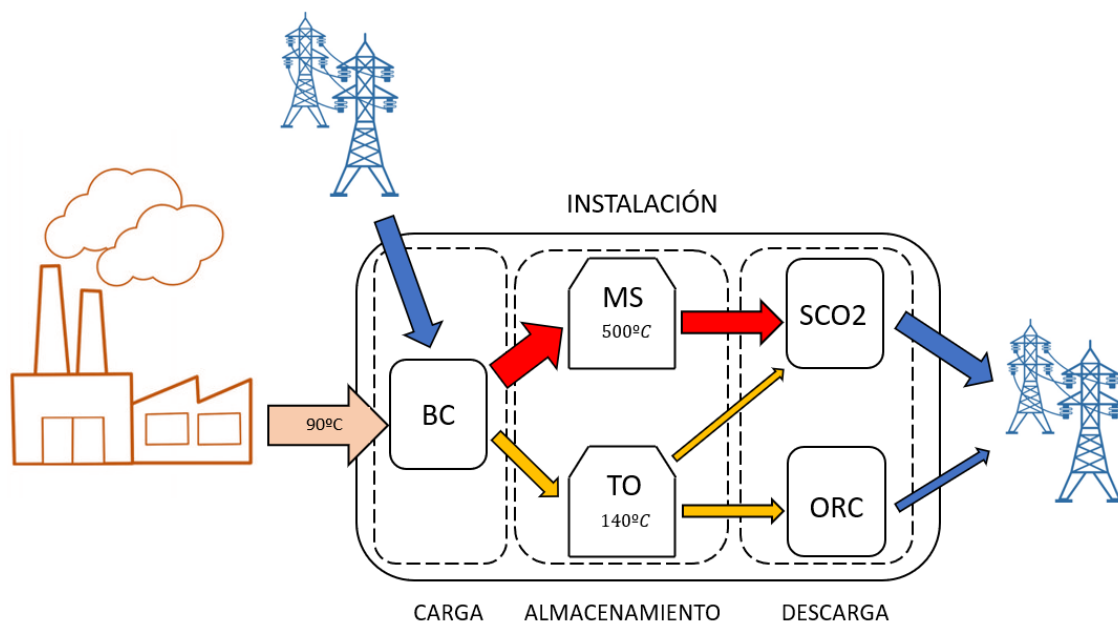 INSTALACIÓN
MS
500ºC
SCO2
90ºC
BC
TO
140ºC
ORC
CARGA
ALMACENAMIENTO
DESCARGA